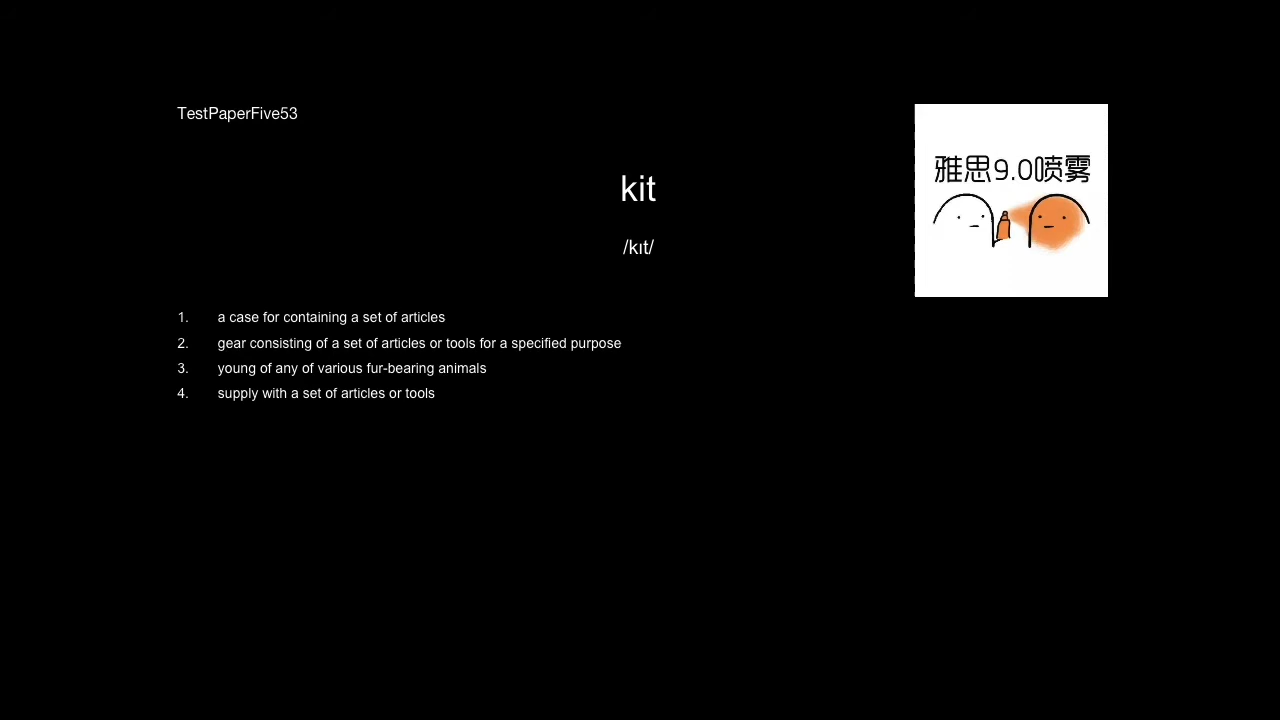 TestPaperFive53
雅思9.0喷雾
kit
/kɪt/
1. a case for containing a set of articles
2. gear consisting of a set of articles or tools for a specified purpose
3. young of any of various fur-bearing animals
4. supply with a set of articles or tools